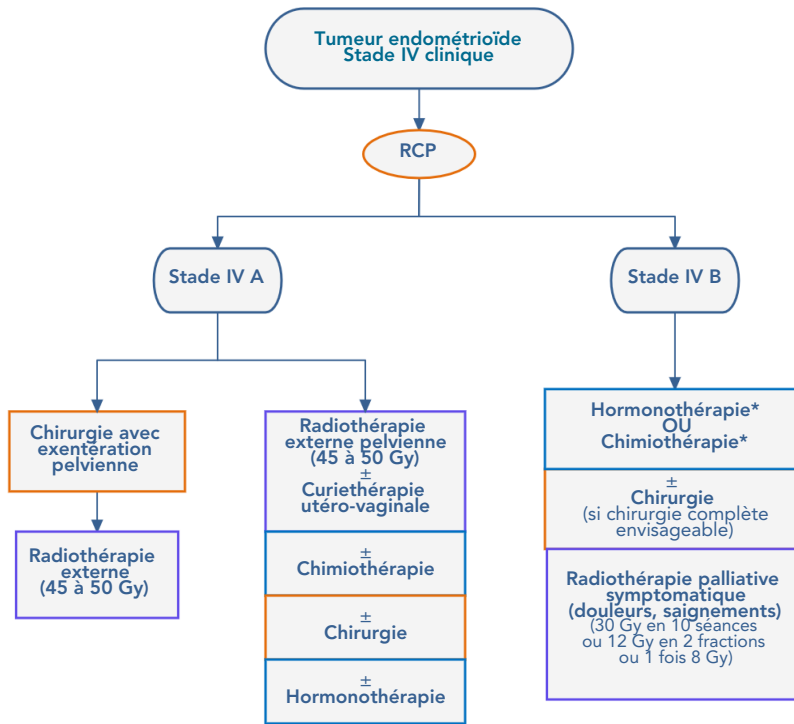 Tumeur endométrioïde
Stade IV clinique
RCP
Stade IV A
Stade IV B
Chirurgie avec
exentération
pelvienne
Radiothérapie
externe
(45 à 50 Gy)
Radiothérapie
externe pelvienne
(45 à 50 Gy)
±
Curiethérapie
utéro-vaginale
±
Chimiothérapie
±
Chirurgie
±
Hormonothérapie
Hormonothérapie*
OU
Chimiothérapie*
±
Chirurgie
(si chirurgie complète
envisageable)
Radiothérapie palliative
symptomatique
(douleurs, saignements)
(30 Gy en 10 séances
ou 12 Gy en 2 fractions
ou 1 fois 8 Gy)